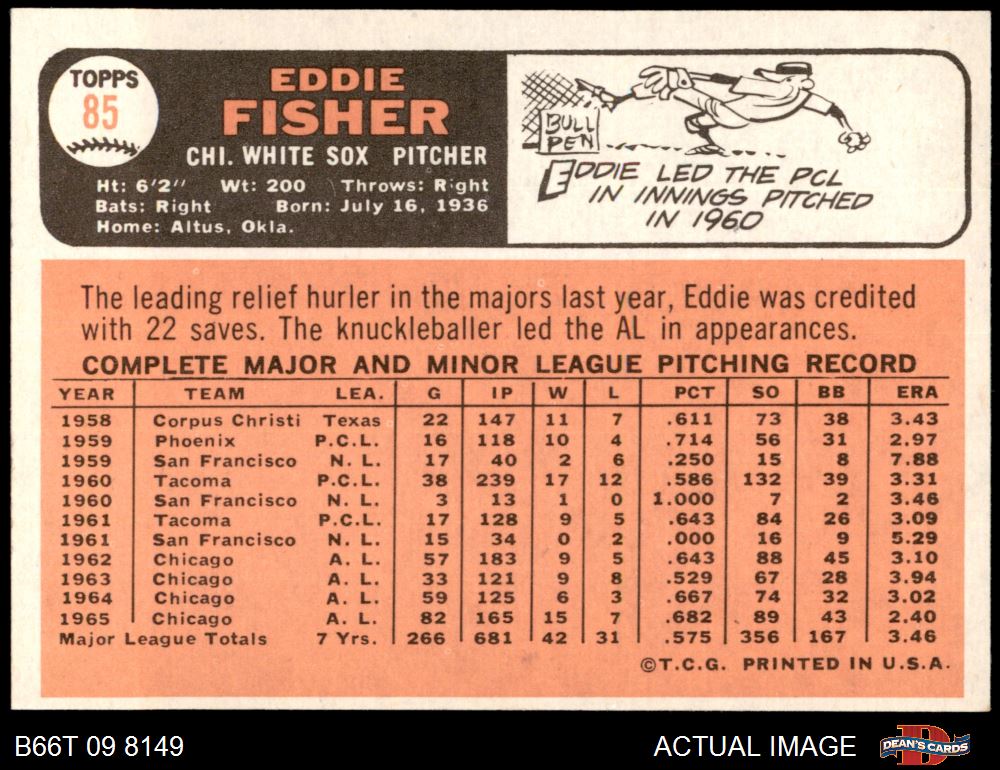 TOPPS
85
EDDIE
FISHER
CHI. WHITE SOX PITCHER
Ht: 6'2" Wt: 200 Throws: Right
Bats: Right Born: July 16, 1936
Home: Altus, Okla.
BULL
PEN
EDDIE LED THE PCL
IN INNINGS PITCHED
IN 1960
The leading relief hurler in the majors last year, Eddie was credited
with 22 saves. The knuckleballer led the AL in appearances.
COMPLETE MAJOR AND MINOR LEAGUE PITCHING RECORD
YEAR TEAM LEA. G IP W L PCT SO BB ERA
1958 Corpus Christi Texas 22 147 11 7 .611 73 38 3.43
1959 Phoenix P.C.L. 16 118 10 4 .714 56 31 2.97
1959 San Francisco N. L. 17 40 2 6 .250 15 8 7.88
1960 Tacoma P.C.L. 38 239 17 12 .586 132 39 3.31
1960 San Francisco N. L. 3 13 1 0 1.000 7 2 3.46
1961 Tacoma P.C.L. 17 128 9 5 .643 84 26 3.09
1961 San Francisco N. L. 15 34 0 2 .000 16 9 5.29
1962 Chicago A. L. 57 183 9 5 .643 88 45 3.10
1963 Chicago A. L. 33 121 9 8 .529 67 28 3.94
1964 Chicago A. L. 59 125 6 3 .667 74 32 3.02
1965 Chicago A. L. 82 165 15 7 .682 89 43 2.40
Major League Totals 7 Yrs. 266 681 42 31 .575 356 167 3.46
©T.C.G. PRINTED IN U.S.A.
B66T 09 8149
ACTUAL IMAGE
DEAN'S CARDS